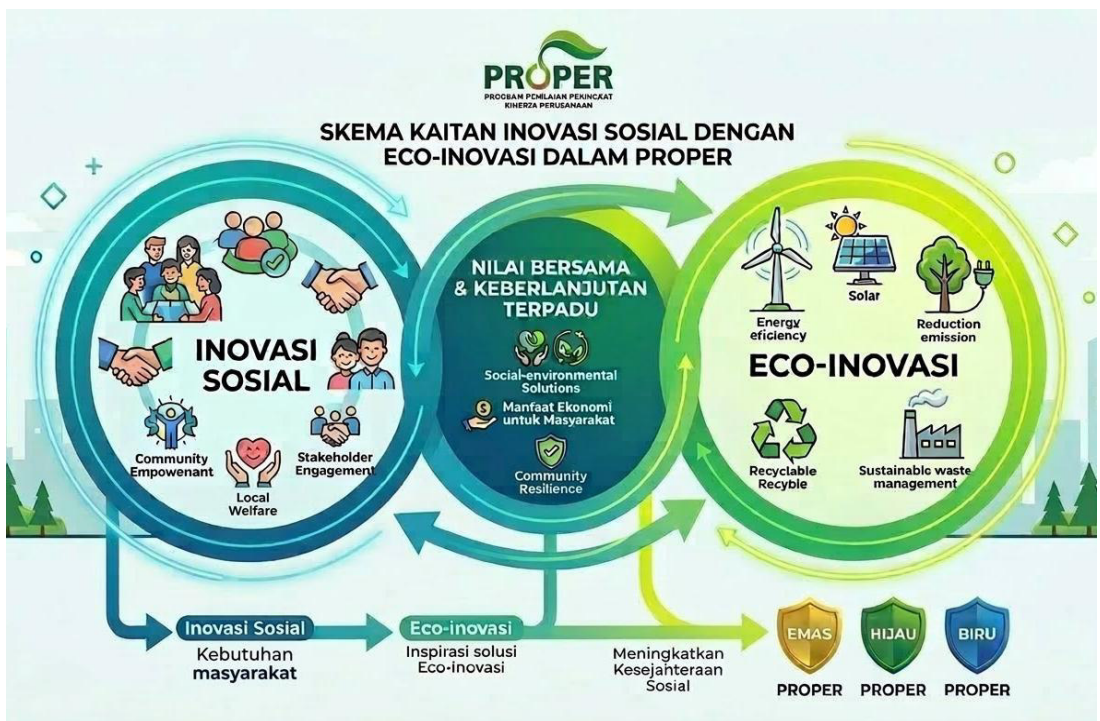 PROPER
PROGRAM PEMILAIAN PEKINCKAT
KIHERZA PERUSANAAN
SKEMA KAITAN INOVASI SOSIAL DENGAN
ECO-INOVASI DALAM PROPER
INOVASI
SOSIAL
Community
Empowenant
Local
Welfare
Stakeholder
Engagement
NILAI BERSAMA
& KEBERLANJUTAN
TERPADU
Social-environmental
Solutions
Manfaat Ekonomi
untuk Masyarakat
Community
Resilience
Energy
eficiency
Solar
Reduction
emission
ECO-INOVASI
Recyclable
Recyble
Sustainable waste
management
Inovasi Sosial
Kebutuhan
masyarakat
Eco-inovasi
Inspirasi solusi
Eco-inovasi
Meningkatkan
Kesejanteraan
Sosial
EMAS
PROPER
HIJAU
PROPER
BIRU
PROPER